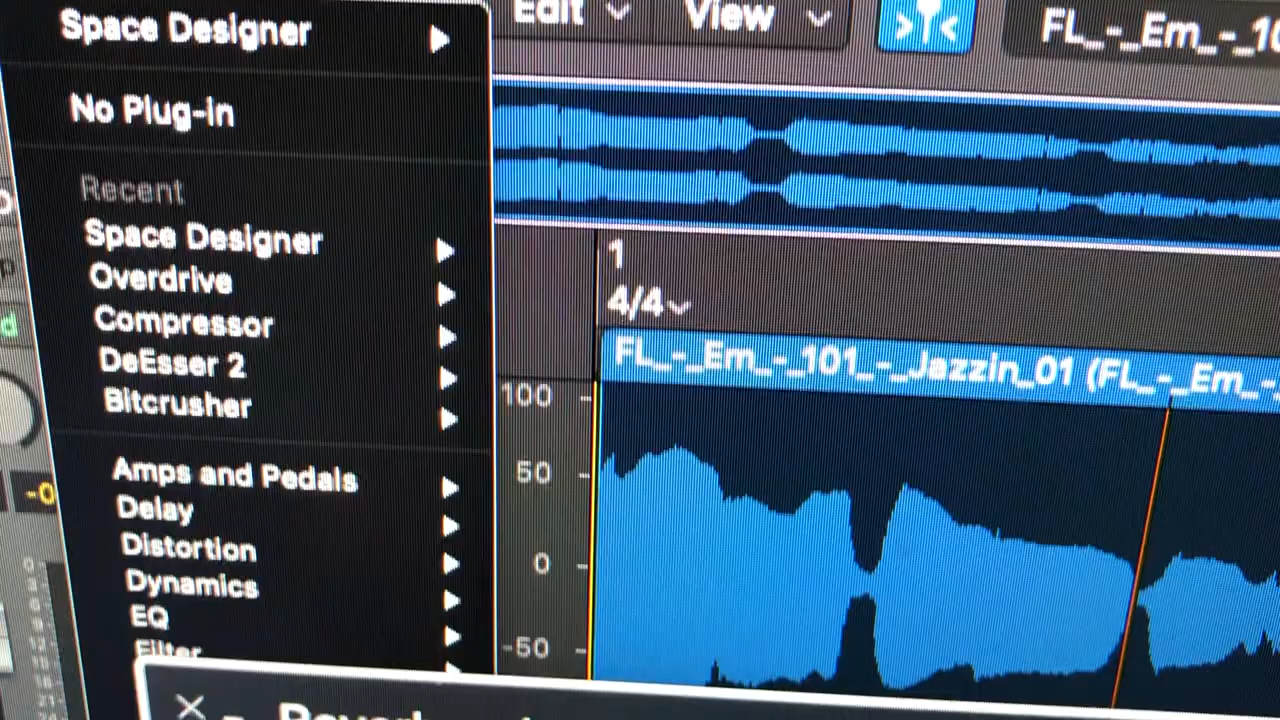 Space Designer
Edit
View
FL_-_Em_-_10
No Plug-in
Recent
Space Designer
Overdrive
Compressor
DeEsser 2
Bitcrusher
Amps and Pedals
Delay
Distortion
Dynamics
EQ
Filter
1
4/4
FL_-_Em_-_101_-_Jazzin_01 (FL_-_Em_-
100
50
0
-50
-0